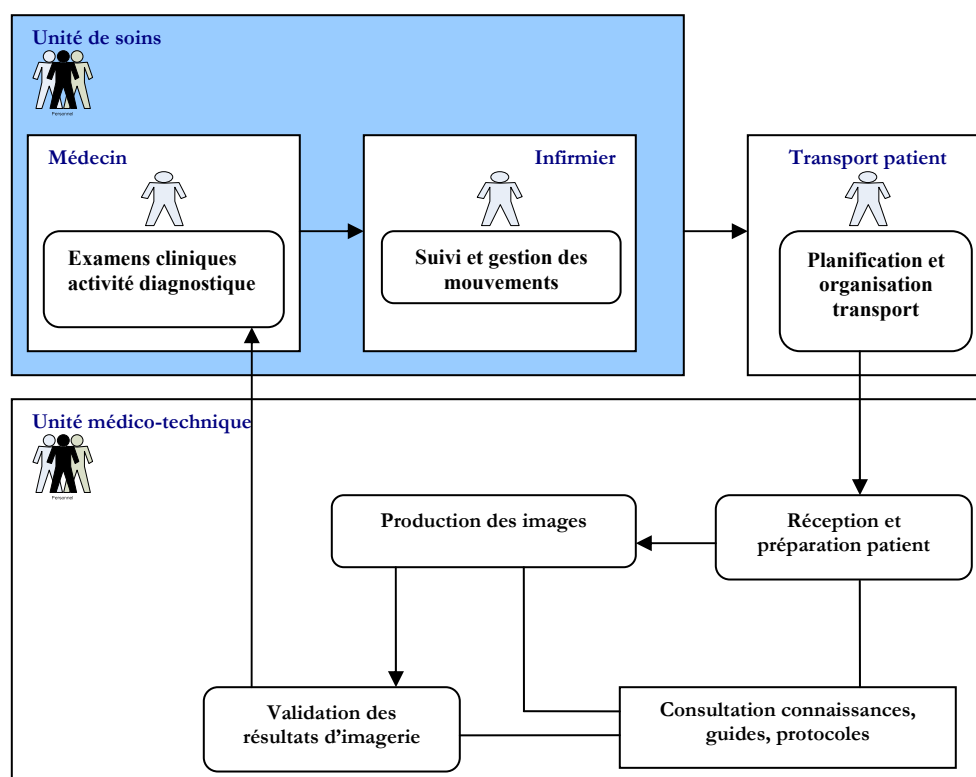 Unité de soins
Personnel
Médecin
Infirmier
Transport patient
Examens cliniques
activité diagnostique
Suivi et gestion des
mouvements
Planification et
organisation
transport
Unité médico-technique
Personnel
Production des images
Réception et
préparation patient
Validation des
résultats d'imagerie
Consultation connaissances,
guides, protocoles